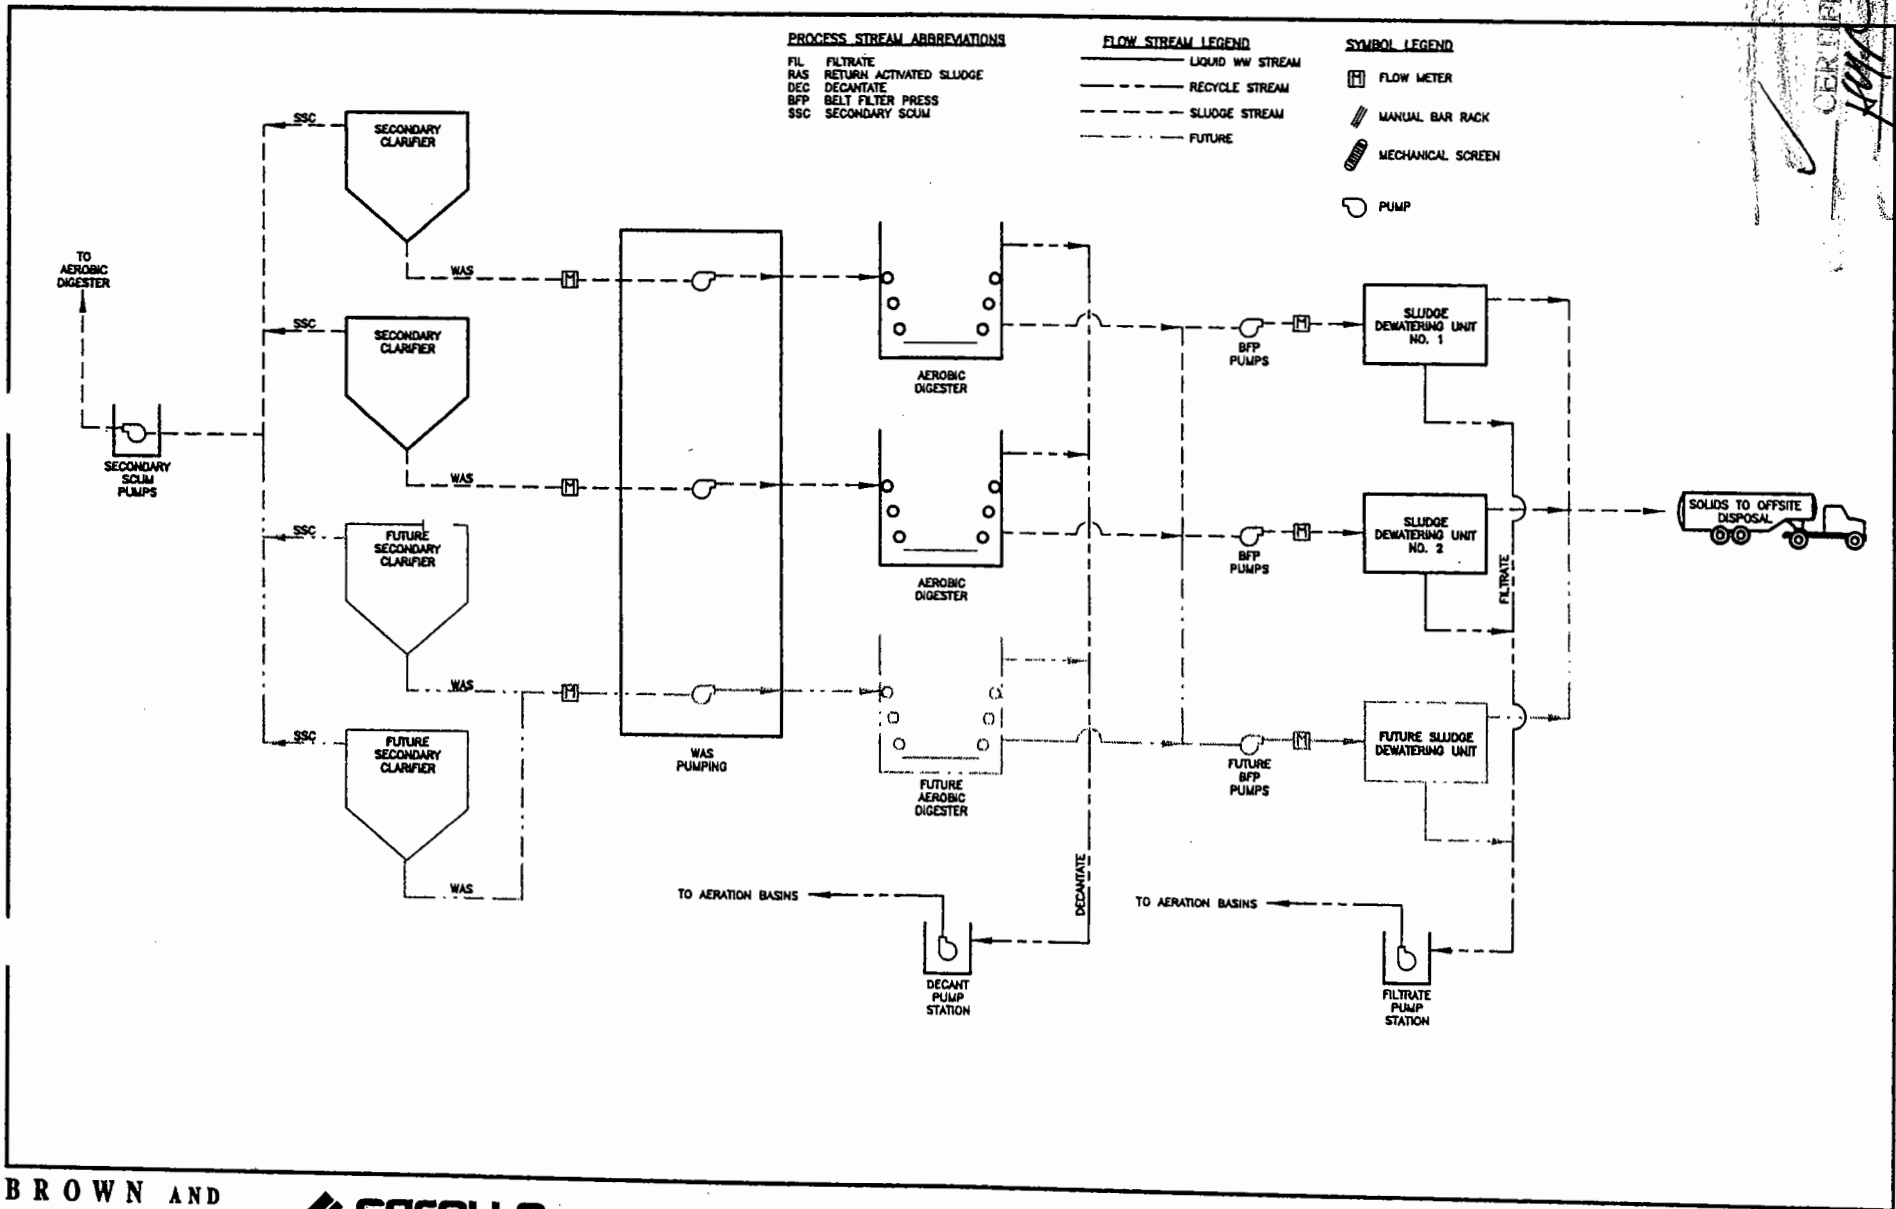 PROCESS STREAM ABBREVIATIONS
FIL FILTRATE
RAS RETURN ACTIVATED SLUDGE
DEC DECANTATE
BFP BELT FILTER PRESS
SSC SECONDARY SCUM
FLOW STREAM LEGEND
LIQUID WW STREAM
RECYCLE STREAM
SLUDGE STREAM
FUTURE
SYMBOL LEGEND
M FLOW METER
MANUAL BAR RACK
MECHANICAL SCREEN
PUMP
TO
AEROBIC
DIGESTER
SECONDARY
SCUM
PUMPS
SSC
SECONDARY
CLARIFIER
WAS
M
SSC
SECONDARY
CLARIFIER
WAS
M
SSC
FUTURE
SECONDARY
CLARIFIER
WAS
M
SSC
FUTURE
SECONDARY
CLARIFIER
WAS
WAS
PUMPING
AEROBIC
DIGESTER
AEROBIC
DIGESTER
FUTURE
AEROBIC
DIGESTER
DECANTATE
TO AERATION BASINS
DECANT
PUMP
STATION
BFP
PUMPS
M
SLUDGE
DEWATERING UNIT
NO. 1
BFP
PUMPS
M
SLUDGE
DEWATERING UNIT
NO. 2
FUTURE
BFP
PUMPS
M
FUTURE SLUDGE
DEWATERING UNIT
FILTRATE
TO AERATION BASINS
FILTRATE
PUMP
STATION
SOLIDS TO OFFSITE
DISPOSAL
BROWN AND